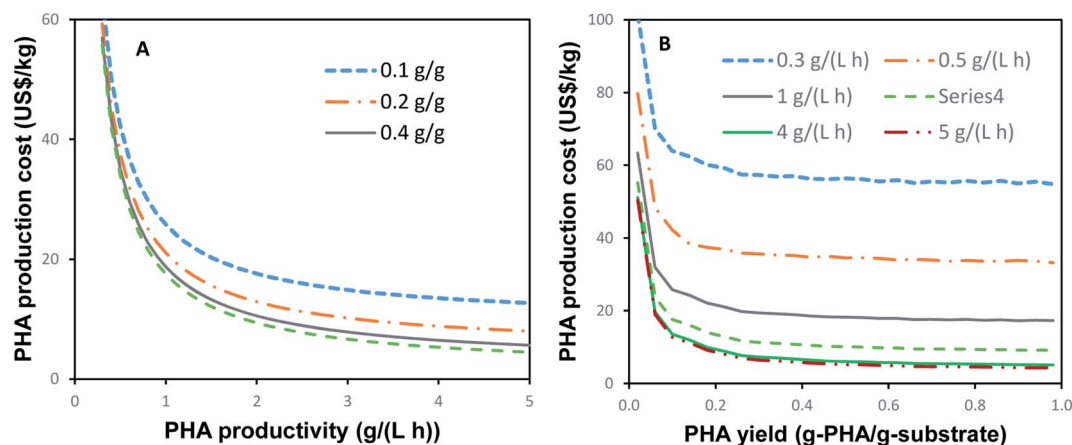 A
PHA production cost (US$/kg)
60
40
20
0
0 1 2 3 4 5
PHA productivity (g/(L h))
0.1 g/g
0.2 g/g
0.4 g/g
B
PHA production cost (US$/kg)
100
80
60
40
20
0
0.0 0.2 0.4 0.6 0.8 1.0
PHA yield (g-PHA/g-substrate)
0.3 g/(L h) 0.5 g/(L h)
1 g/(L h) Series4
4 g/(L h) 5 g/(L h)